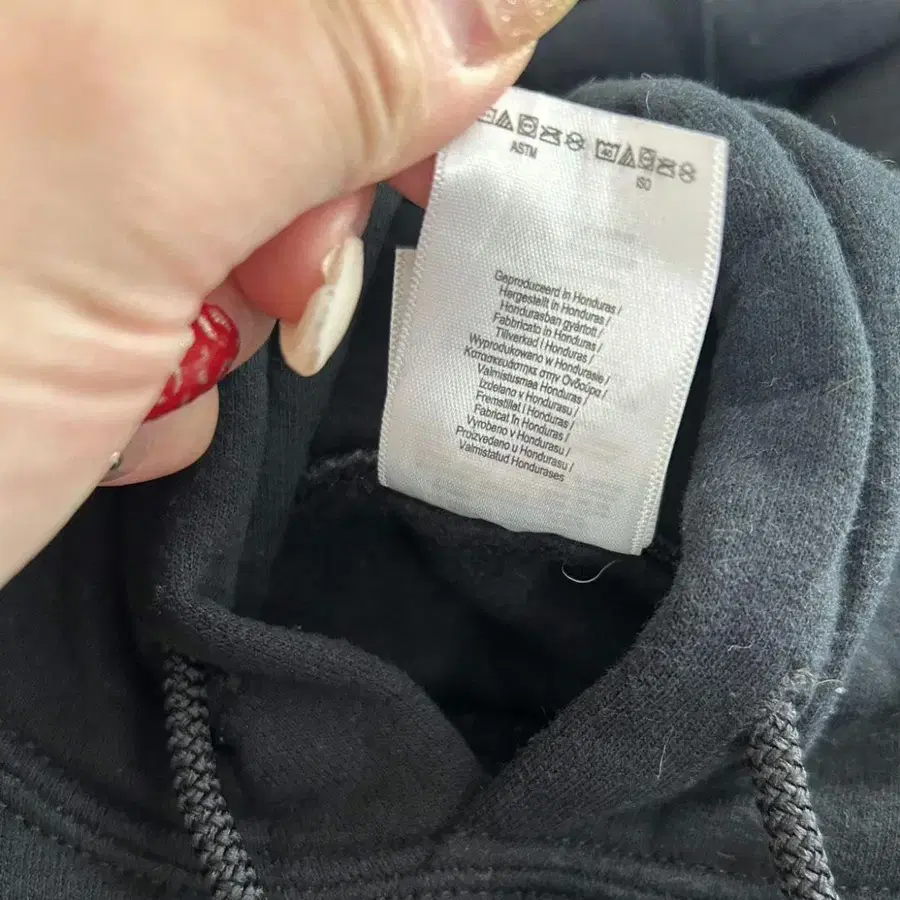 ASTM
ISO
Geproduceerd in Honduras /
Hergestellt in Honduras /
Hondurasban gyártott /
Fabbricato in Honduras /
Tillverkad i Honduras /
Wyprodukowano w Hondurasie /
Κατασκευάστηκε στην Ονδούρα /
Valmistusmaa Honduras /
Izdelano v Hondurasu /
Fremstillet i Honduras /
Fabricat în Honduras /
Vyrobeno v Hondurasu /
Proizvedeno u Hondurasu /
Valmistatud Hondurases